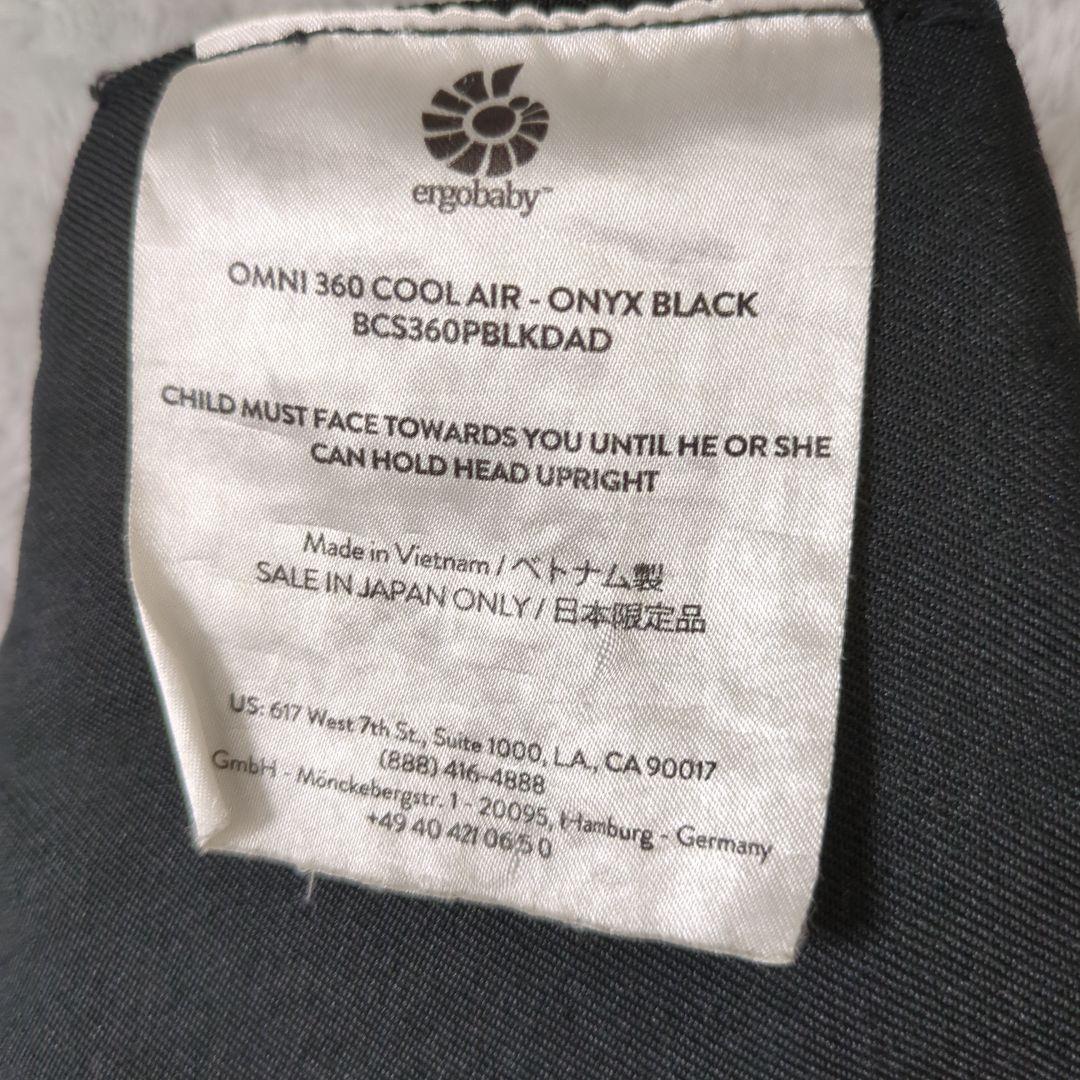 ergobaby™
OMNI 360 COOL AIR - ONYX BLACK
BCS360PBLKDAD
CHILD MUST FACE TOWARDS YOU UNTIL HE OR SHE
CAN HOLD HEAD UPRIGHT
Made in Vietnam / ベトナム製
SALE IN JAPAN ONLY / 日本限定品
US: 617 West 7th St., Suite 1000, LA., CA 90017
(888) 416-4888
GmbH - Mönckebergstr. 1 - 20095, Hamburg - Germany
+49 40 421 065 0